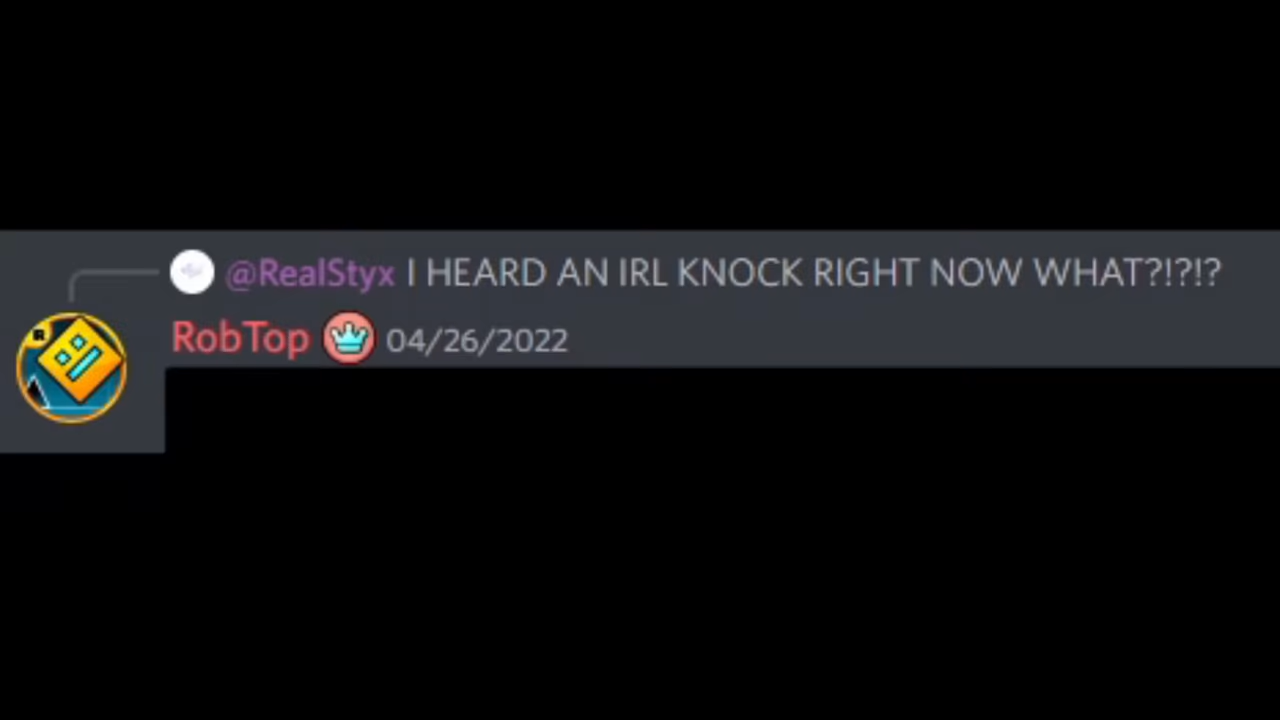 @RealStyx I HEARD AN IRL KNOCK RIGHT NOW WHAT?!?!?
RobTop 04/26/2022
R